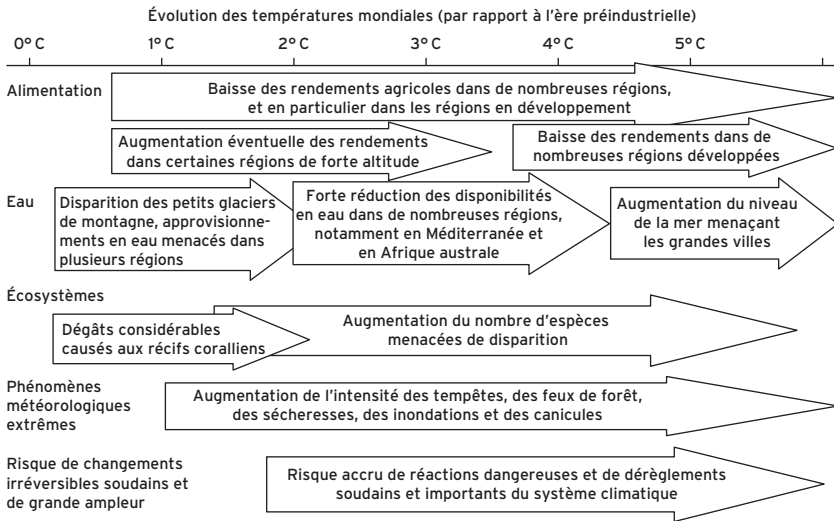 Évolution des températures mondiales (par rapport à l'ère préindustrielle)
0° C 1° C 2° C 3° C 4° C 5° C
Alimentation
Baisse des rendements agricoles dans de nombreuses régions,
et en particulier dans les régions en développement
Augmentation éventuelle des rendements
dans certaines régions de forte altitude
Baisse des rendements dans de
nombreuses régions développées
Eau
Disparition des petits glaciers
de montagne, approvisionne-
ments en eau menacés dans
plusieurs régions
Forte réduction des disponibilités
en eau dans de nombreuses régions,
notamment en Méditerranée et
en Afrique australe
Augmentation du niveau
de la mer menaçant
les grandes villes
Écosystèmes
Dégâts considérables
causés aux récifs coralliens
Augmentation du nombre d'espèces
menacées de disparition
Phénomènes
météorologiques
extrêmes
Augmentation de l'intensité des tempêtes, des feux de forêt,
des sécheresses, des inondations et des canicules
Risque de changements
irréversibles soudains et
de grande ampleur
Risque accru de réactions dangereuses et de dérèglements
soudains et importants du système climatique